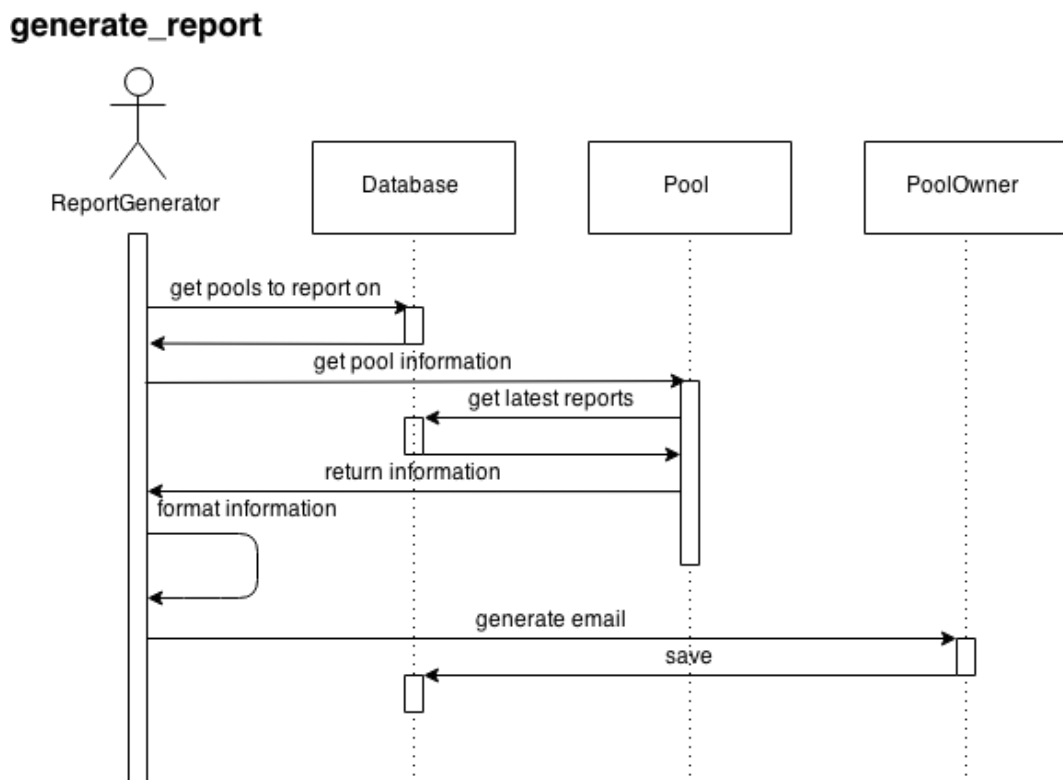 generate_report
ReportGenerator
Database
Pool
PoolOwner
get pools to report on
get pool information
get latest reports
return information
format information
generate email
save